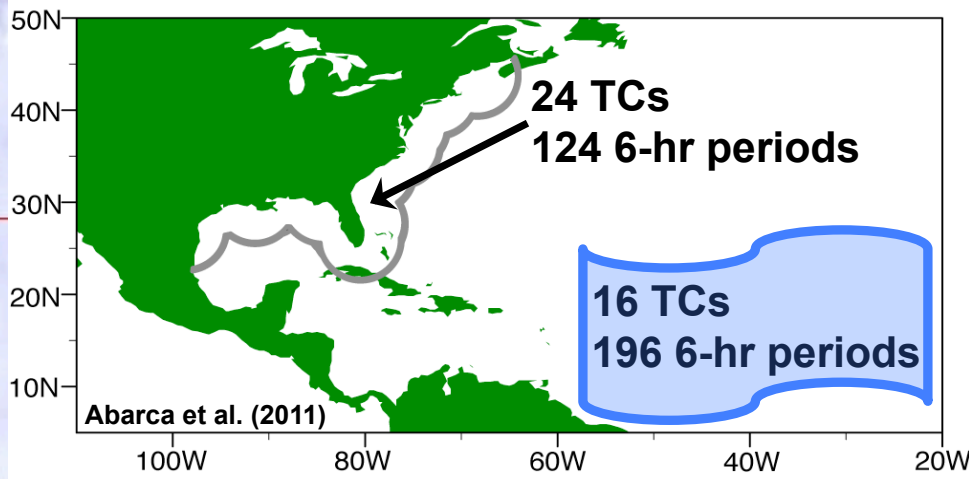 50N
40N
30N
20N
10N
24 TCs
124 6-hr periods
16 TCs
196 6-hr periods
Abarca et al. (2011)
100W 80W 60W 40W 20W